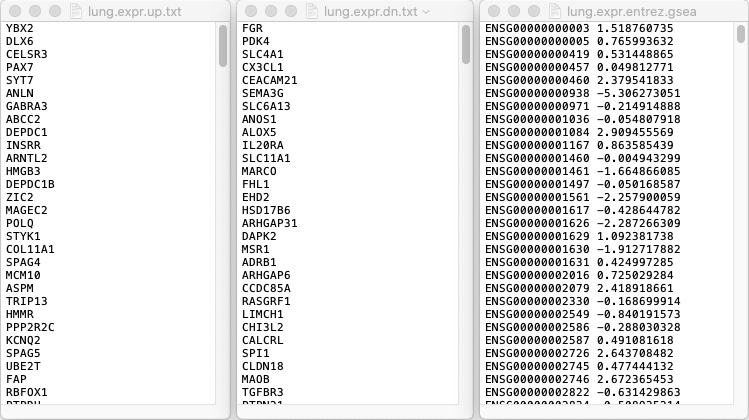 lung.expr.up.txt
YBX2
DLX6
CELSR3
PAX7
SYT7
ANLN
GABRA3
ABCC2
DEPDC1
INSRR
ARNTL2
HMGB3
DEPDC1B
ZIC2
MAGEC2
POLQ
STYK1
COL11A1
SPAG4
MCM10
ASPM
TRIP13
HMMR
PPP2R2C
KCNQ2
SPAG5
UBE2T
FAP
RBFOX1
lung.expr.dn.txt
FGR
PDK4
SLC4A1
CX3CL1
CEACAM21
SEMA3G
SLC6A13
ANOS1
ALOX5
IL20RA
SLC11A1
MARCO
FHL1
EHD2
HSD17B6
ARHGAP31
DAPK2
MSR1
ADRB1
ARHGAP6
CCDC85A
RASGRF1
LIMCH1
CHI3L2
CALCRL
SPI1
CLDN18
MAOB
TGFBR3
lung.expr.entrez.gsea
ENSG00000000003 1.518760735
ENSG00000000005 0.765993632
ENSG00000000419 0.531448865
ENSG00000000457 0.049812771
ENSG00000000460 2.379541833
ENSG00000000938 -5.306273051
ENSG00000000971 -0.214914888
ENSG00000001036 -0.054807918
ENSG00000001084 2.909455569
ENSG00000001167 0.863585439
ENSG00000001460 -0.004943299
ENSG00000001461 -1.664866085
ENSG00000001497 -0.050168587
ENSG00000001561 -2.257900059
ENSG00000001617 -0.428644782
ENSG00000001626 -2.287266309
ENSG00000001629 1.092381738
ENSG00000001630 -1.912717882
ENSG00000001631 0.424997285
ENSG00000002016 0.725029284
ENSG00000002079 2.418918661
ENSG00000002330 -0.168699914
ENSG00000002549 -0.840191573
ENSG00000002586 -0.288030328
ENSG00000002587 0.491081618
ENSG00000002726 2.643708482
ENSG00000002745 0.477444132
ENSG00000002746 2.672365453
ENSG00000002822 -0.631429863